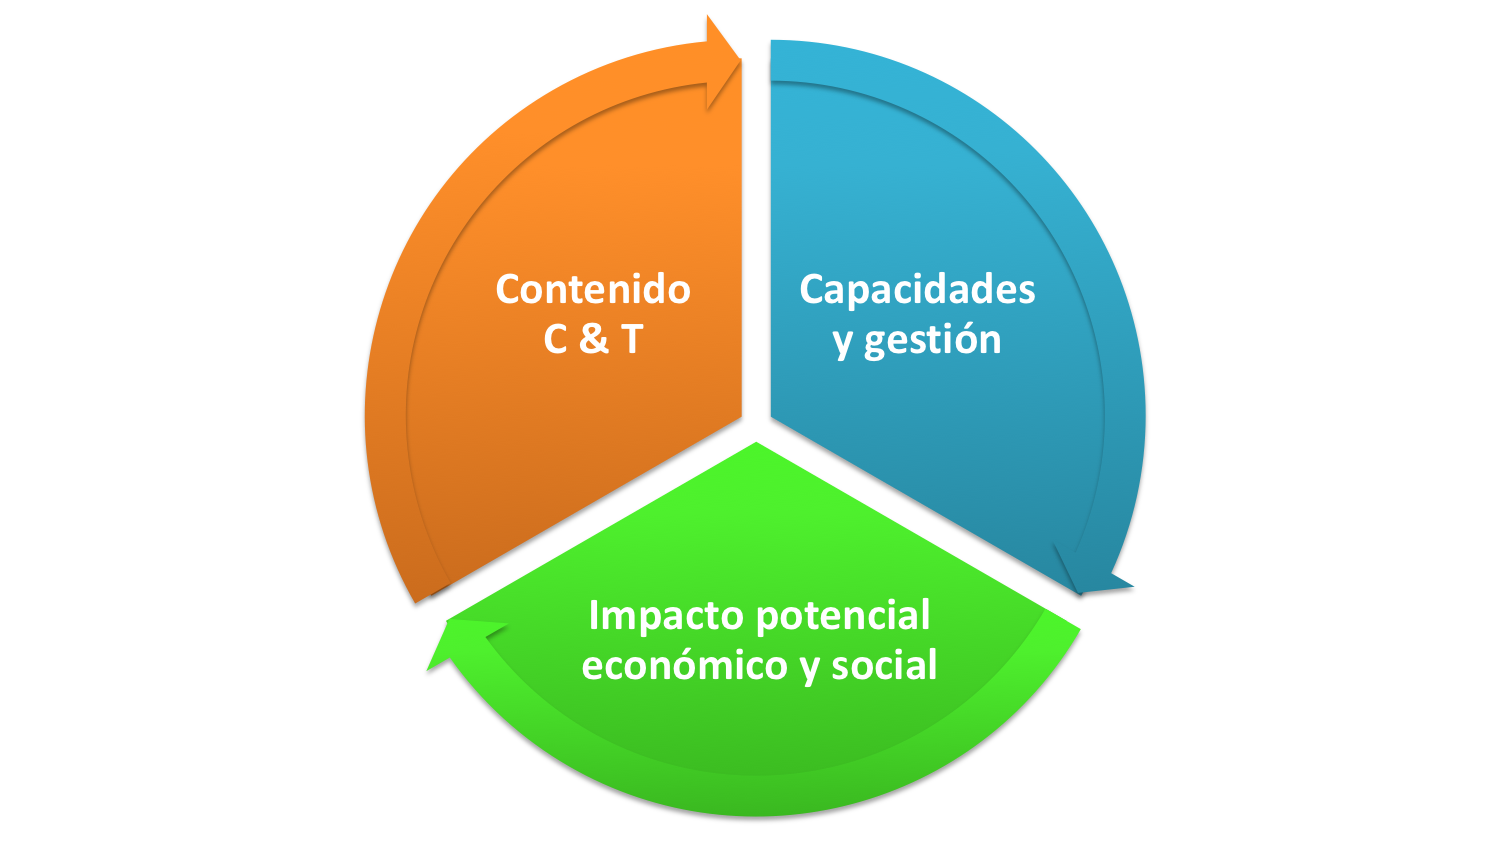 Contenido
C & T
Capacidades
y gestión
Impacto potencial
económico y social